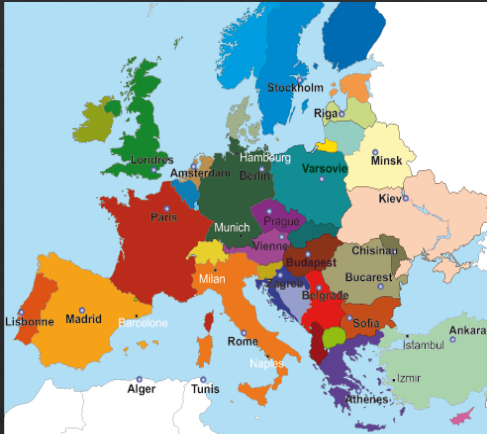 Stockholm
Riga
Hambourg
Londres
Amsterdam
Berlin
Varsovie
Minsk
Kiev
Paris
Prague
Munich
Vienne
Budapest
Chisinau
Milan
Zagreb
Bucarest
Belgrade
Lisbonne
Madrid
Barcelone
Sofia
Rome
Ankara
Istambul
Naples
Izmir
Alger
Tunis
Athènes